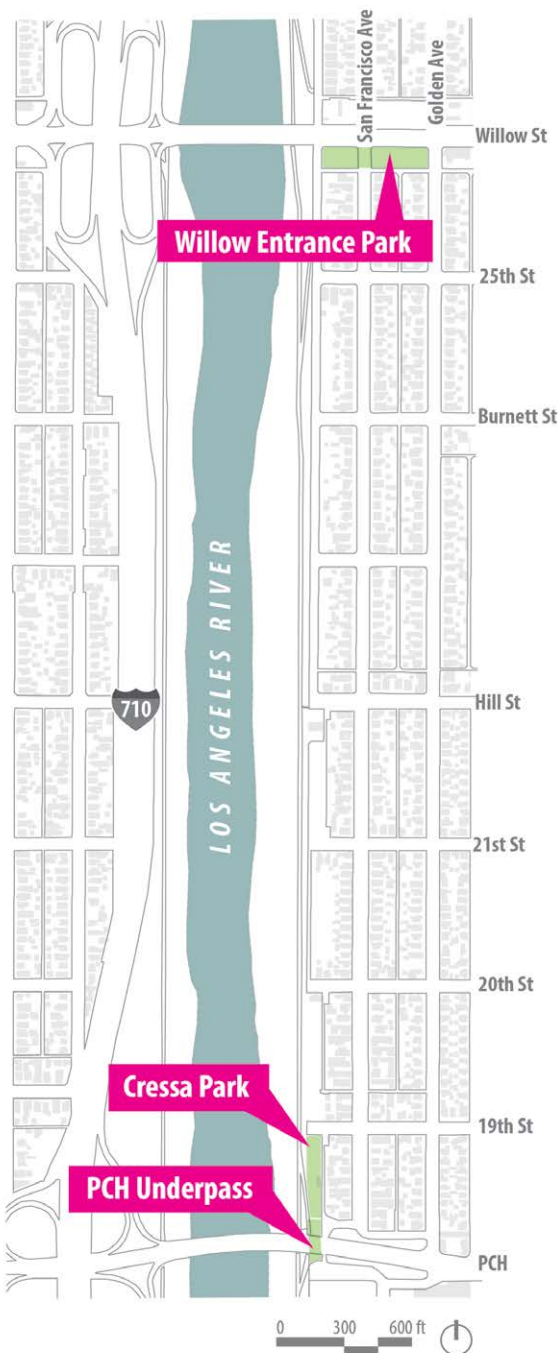 San Francisco Ave
Golden Ave
Willow St
Willow Entrance Park
25th St
Burnett St
LOS ANGELES RIVER
710
Hill St
21st St
20th St
Cressa Park
19th St
PCH Underpass
PCH
0 300 600 ft